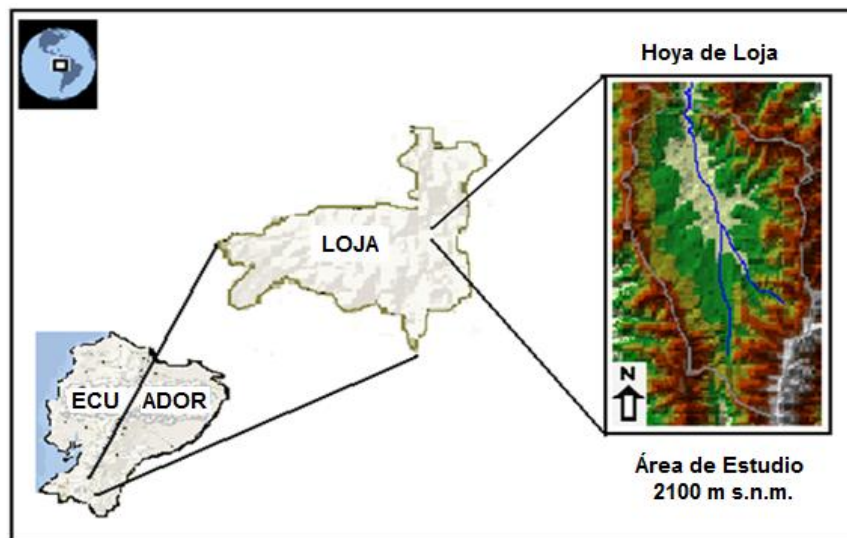 Hoya de Loja
LOJA
ECU ADOR
N
Área de Estudio
2100 m s.n.m.